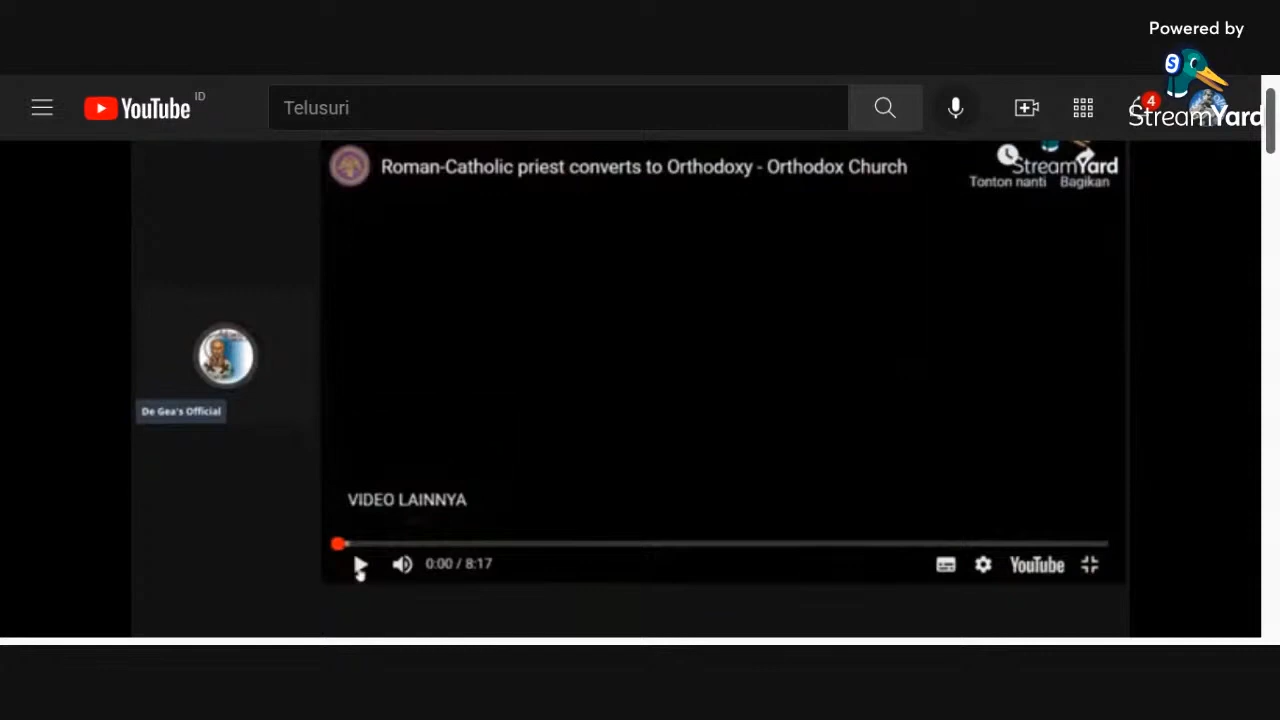 Powered by
StreamYard
YouTube ID
Telusuri
4
Roman-Catholic priest converts to Orthodoxy - Orthodox Church
StreamYard
Tonton nanti
Bagikan
De Gea's Official
VIDEO LAINNYA
0:00 / 8:17
YouTube